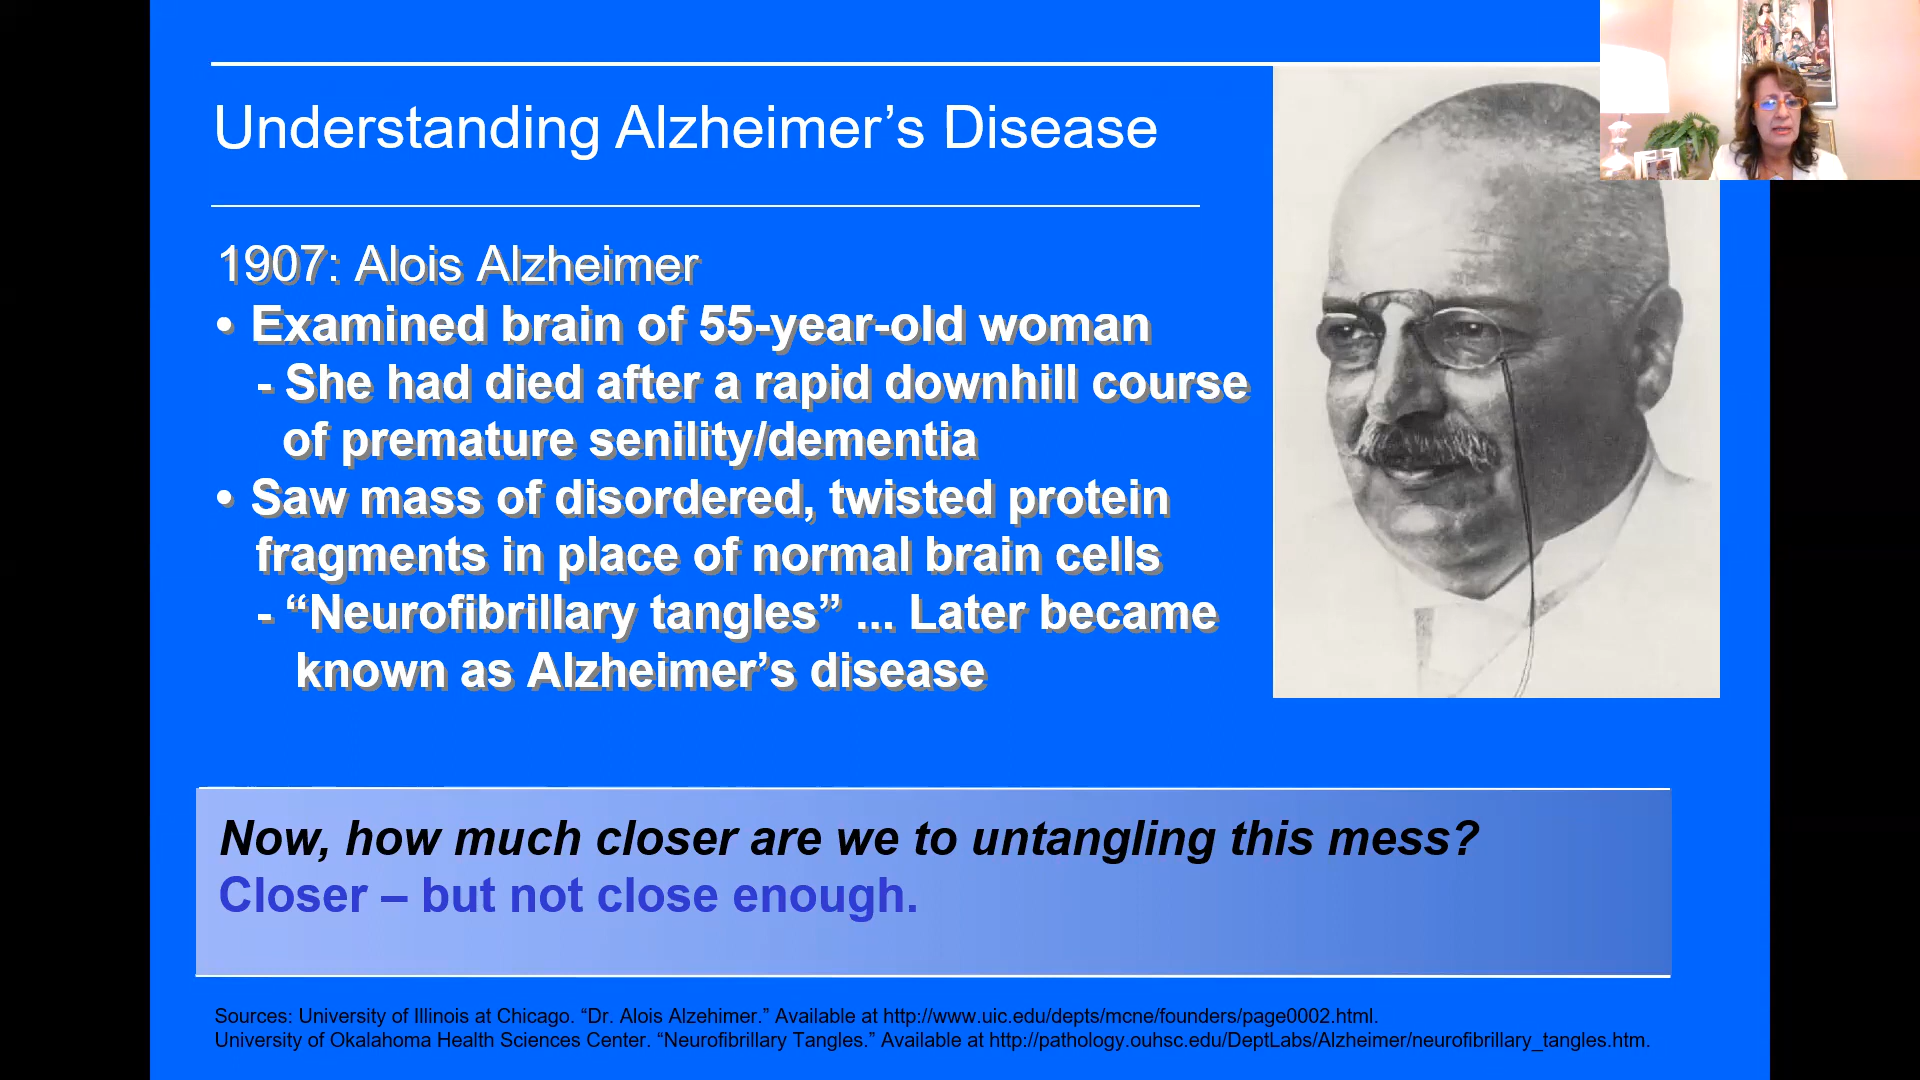 Understanding Alzheimer’s Disease
1907: Alois Alzheimer
• Examined brain of 55-year-old woman
- She had died after a rapid downhill course
of premature senility/dementia
• Saw mass of disordered, twisted protein
fragments in place of normal brain cells
- “Neurofibrillary tangles” ... Later became
known as Alzheimer’s disease
Now, how much closer are we to untangling this mess?
Closer – but not close enough.
Sources: University of Illinois at Chicago. “Dr. Alois Alzehimer.” Available at http://www.uic.edu/depts/mcne/founders/page0002.html.
University of Okalahoma Health Sciences Center. “Neurofibrillary Tangles.” Available at http://pathology.ouhsc.edu/DeptLabs/Alzheimer/neurofibrillary_tangles.htm.